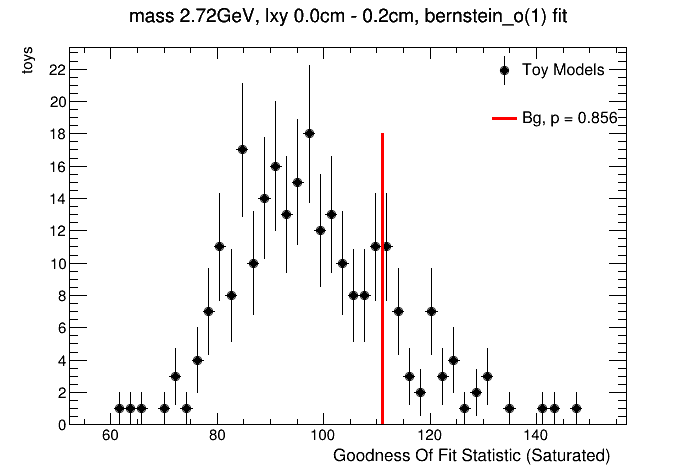 mass 2.72GeV, lxy 0.0cm - 0.2cm, bernstein_o(1) fit
toys
Toy Models
Bg, p = 0.856
22
20
18
16
14
12
10
8
6
4
2
0
60 80 100 120 140
Goodness Of Fit Statistic (Saturated)